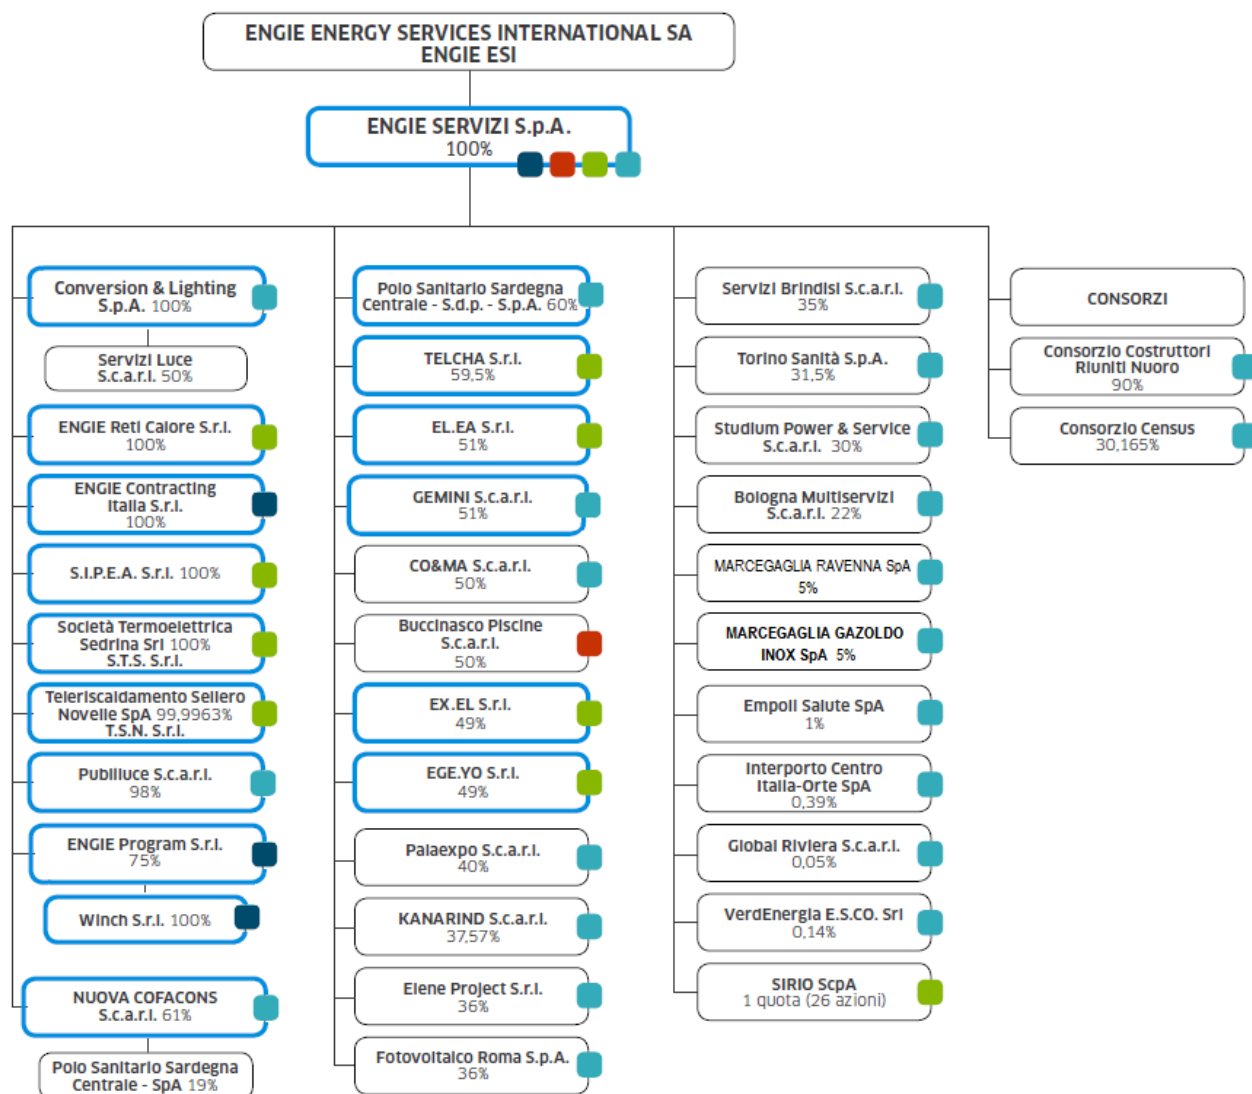 ENGIE ENERGY SERVICES INTERNATIONAL SA
ENGIE ESI
ENGIE SERVIZI S.p.A.
100%
Conversion & Lighting
S.p.A. 100%
Servizi Luce
S.c.a.r.l. 50%
ENGIE Reti Calore S.r.l.
100%
ENGIE Contracting
Italia S.r.l.
100%
S.I.P.E.A. S.r.l. 100%
Società Termoelettrica
Sedrina Srl 100%
S.T.S. S.r.l.
Teleriscaldamento Sellero
Novelle SpA 99,9963%
T.S.N. S.r.l.
Publiluce S.c.a.r.l.
98%
ENGIE Program S.r.l.
75%
Winch S.r.l. 100%
NUOVA COFACONS
S.c.a.r.l. 61%
Polo Sanitario Sardegna
Centrale - SpA 19%
Polo Sanitario Sardegna
Centrale - S.d.p. - S.p.A. 60%
TELCHA S.r.l.
59,5%
EL.EA S.r.l.
51%
GEMINI S.c.a.r.l.
51%
CO&MA S.c.a.r.l.
50%
Buccinasco Piscine
S.c.a.r.l.
50%
EX.EL S.r.l.
49%
EGE.YO S.r.l.
49%
Palaexpo S.c.a.r.l.
40%
KANARIND S.c.a.r.l.
37,57%
Elene Project S.r.l.
36%
Fotovoltaico Roma S.p.A.
36%
Servizi Brindisi S.c.a.r.l.
35%
Torino Sanità S.p.A.
31,5%
Studium Power & Service
S.c.a.r.l. 30%
Bologna Multiservizi
S.c.a.r.l. 22%
MARCEGAGLIA RAVENNA SpA
5%
MARCEGAGLIA GAZOLDO
INOX SpA 5%
Empoli Salute SpA
1%
Interporto Centro
Italia-Orte SpA
0,39%
Global Riviera S.c.a.r.l.
0,05%
VerdEnergia E.S.CO. Srl
0,14%
SIRIO ScpA
1 quota (26 azioni)
CONSORZI
Consorzio Costruttori
Riuniti Nuoro
90%
Consorzio Census
30,165%